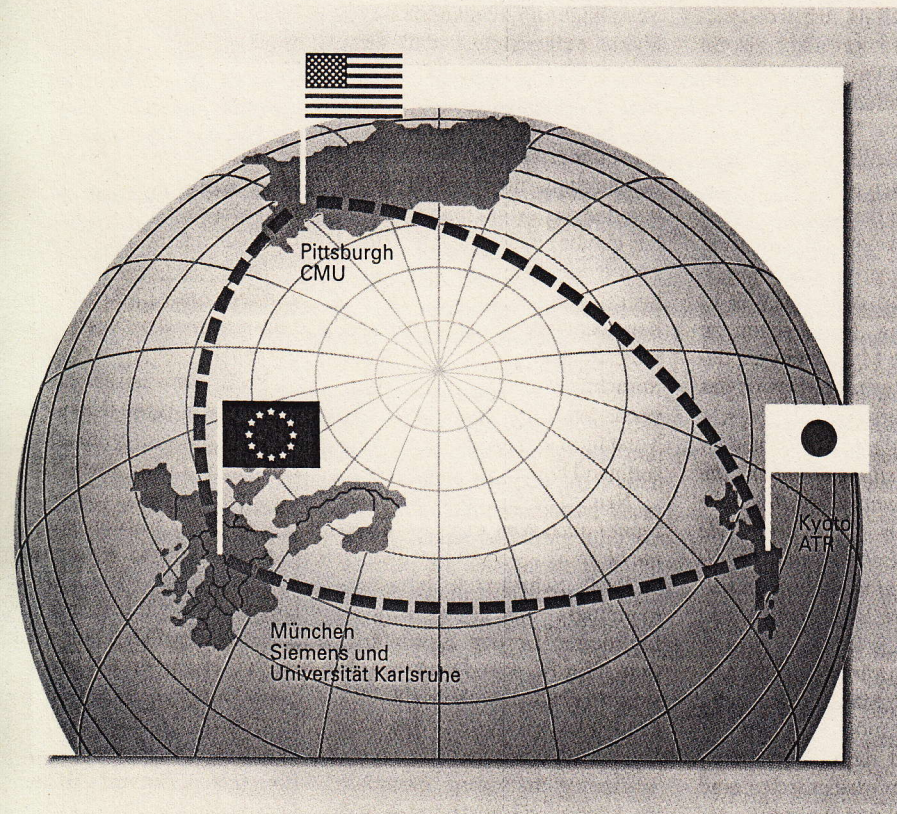 Pittsburgh
CMU
Kyoto
ATR
München
Siemens und
Universität Karlsruhe